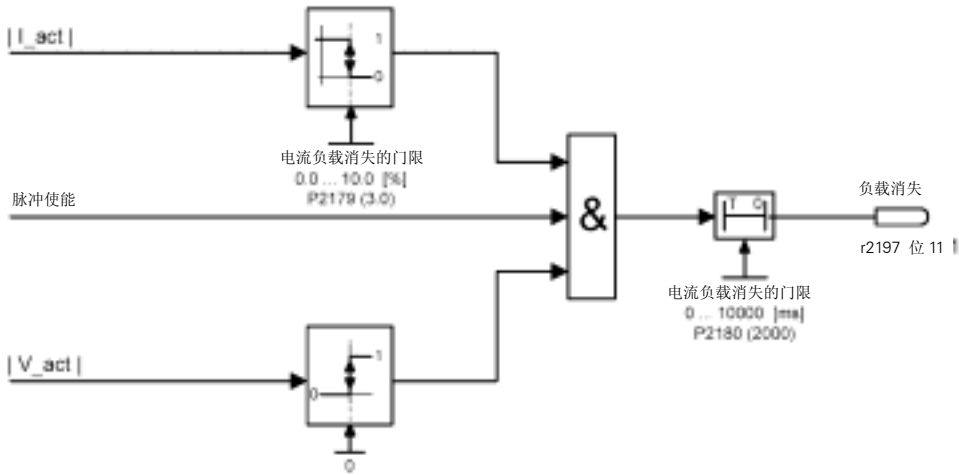 | I_act |
1
0
电流负载消失的门限
0.0 ... 10.0 [%]
P2179 (3.0)
脉冲使能
&
T Q
负载消失
r2197 位 11 1
电流负载消失的门限
0 ... 10000 [ms]
P2180 (2000)
| V_act |
1
0
0